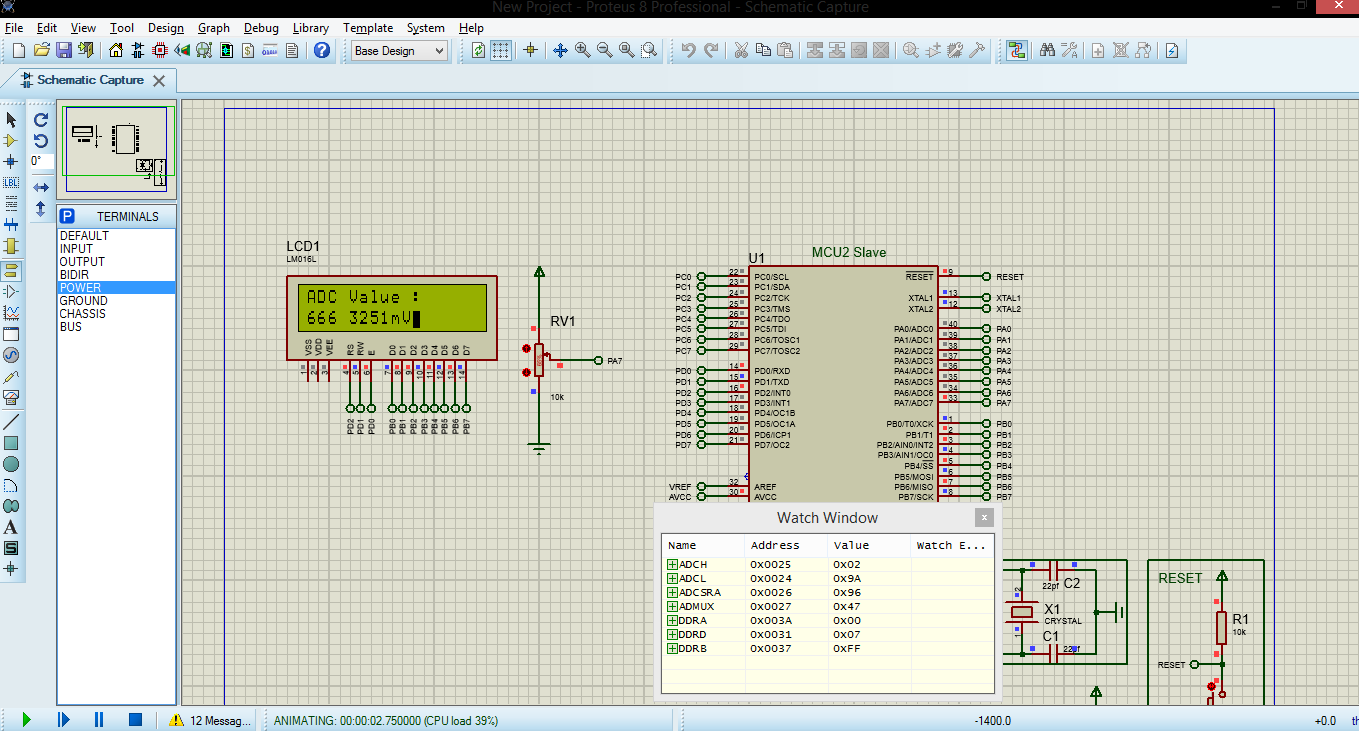 New Project - Proteus 8 Professional - Schematic Capture
File Edit View Tool Design Graph Debug Library Template System Help
Base Design
Schematic Capture
0°
P TERMINALS
DEFAULT
INPUT
OUTPUT
BIDIR
POWER
GROUND
CHASSIS
BUS
LBL
A
S
LCD1
LM016L
ADC Value :
666 3251mV
VSS VDD VEE RS RW E D0 D1 D2 D3 D4 D5 D6 D7
1 2 3 4 5 6 7 8 9 10 11 12 13 14
PD2 PD1 PD0 PB0 PB1 PB2 PB3 PB4 PB5 PB6 PB7
RV1
PA7
10k
U1
MCU2 Slave
PC0 22 PC0/SCL RESET 9 RESET
PC1 23 PC1/SDA
PC2 24 PC2/TCK XTAL1 13 XTAL1
PC3 25 PC3/TMS XTAL2 12 XTAL2
PC4 26 PC4/TDO
PC5 27 PC5/TDI PA0/ADC0 40 PA0
PC6 28 PC6/TOSC1 PA1/ADC1 39 PA1
PC7 29 PC7/TOSC2 PA2/ADC2 38 PA2
PA3/ADC3 37 PA3
PD0 14 PD0/RXD PA4/ADC4 36 PA4
PD1 15 PD1/TXD PA5/ADC5 35 PA5
PD2 16 PD2/INT0 PA6/ADC6 34 PA6
PD3 17 PD3/INT1 PA7/ADC7 33 PA7
PD4 18 PD4/OC1B
PD5 19 PD5/OC1A PB0/T0/XCK 1 PB0
PD6 20 PD6/ICP1 PB1/T1 2 PB1
PD7 21 PD7/OC2 PB2/AIN0/INT2 3 PB2
PB3/AIN1/OC0 4 PB3
PB4/SS 5 PB4
PB5/MOSI 6 PB5
VREF 32 AREF PB6/MISO 7 PB6
AVCC 30 AVCC PB7/SCK 8 PB7
Watch Window
x
Name Address Value Watch E...
ADCH 0x0025 0x02
ADCL 0x0024 0x9A
ADCSRA 0x0026 0x96
ADMUX 0x0027 0x47
DDRA 0x003A 0x00
DDRD 0x0031 0x07
DDRB 0x0037 0xFF
C2
22pf
2
X1
CRYSTAL
1
C1
22pf
RESET
R1
10k
RESET
12 Messag...
ANIMATING: 00:00:02.750000 (CPU load 39%)
-1400.0
+0.0
th